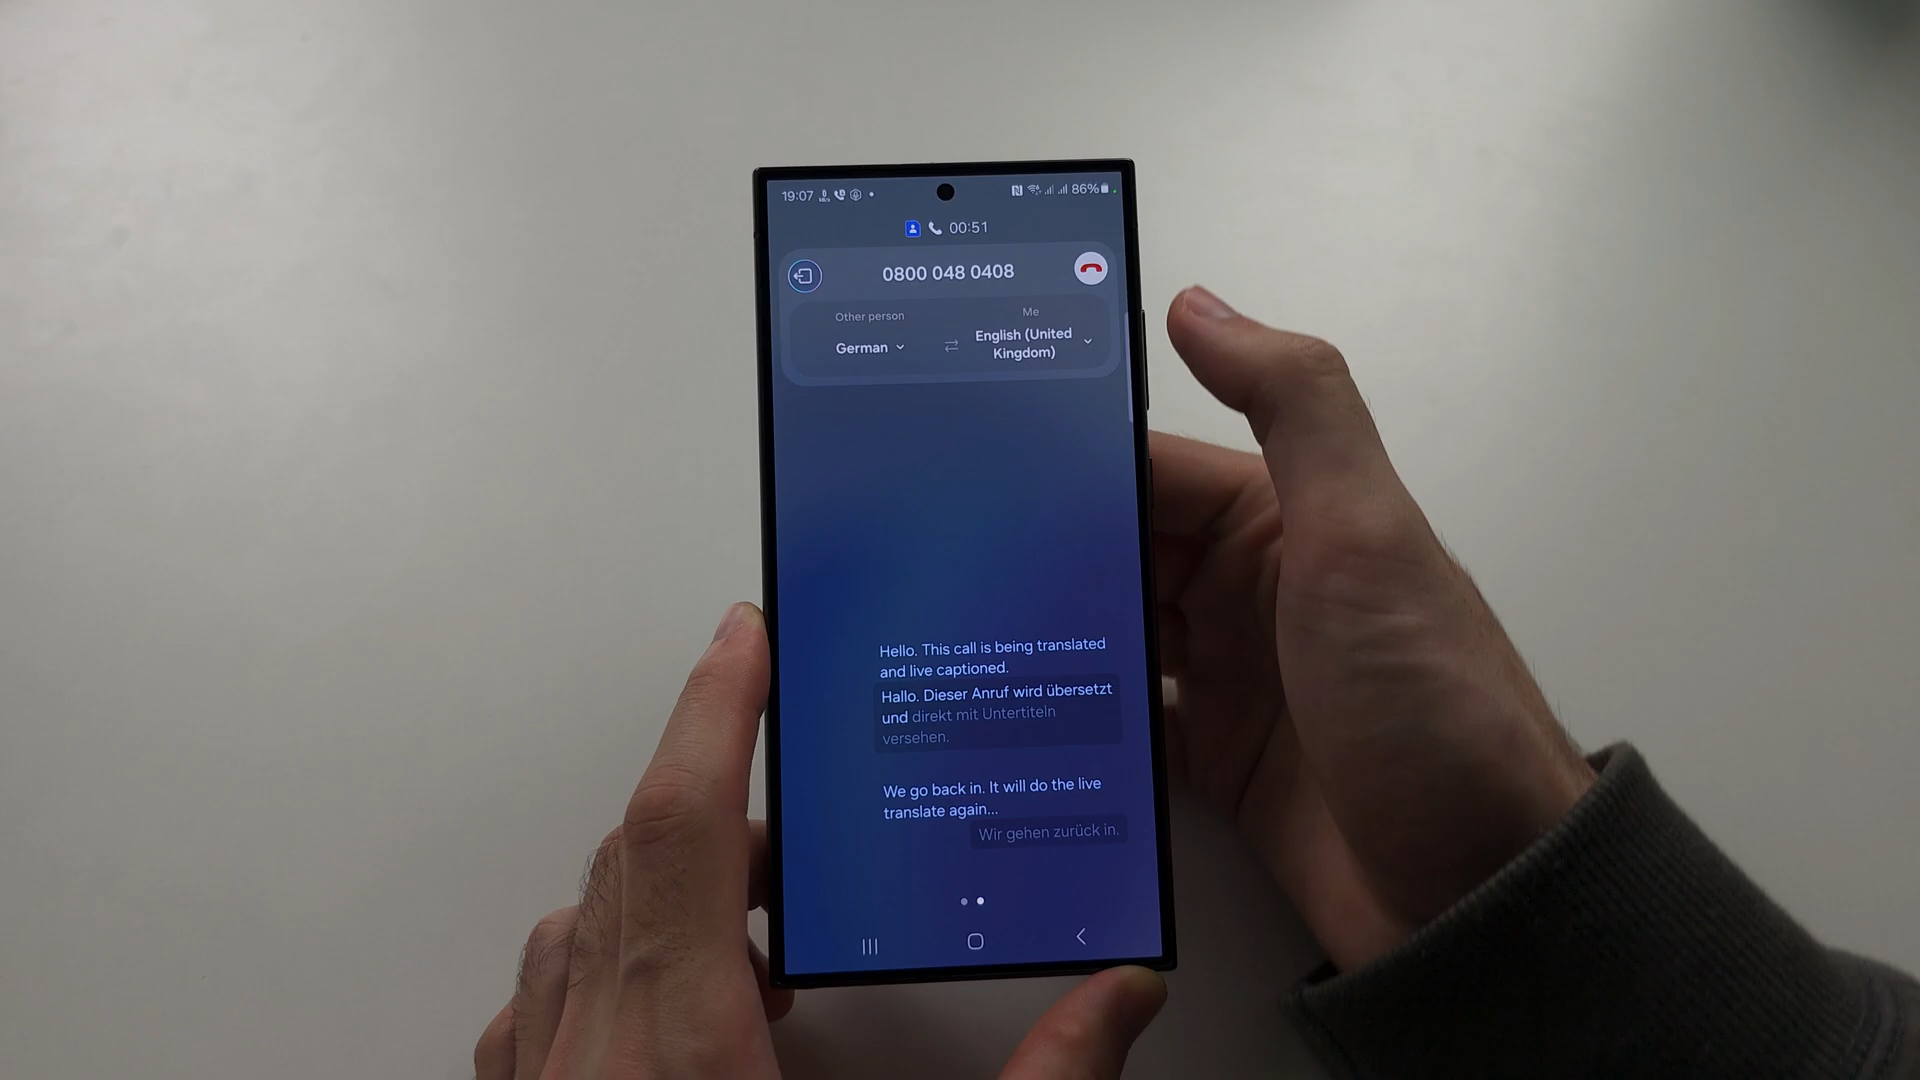 19:07
86%
00:51
0800 048 0408
Other person
Me
German
English (United
Kingdom)
Hello. This call is being translated
and live captioned.
Hallo. Dieser Anruf wird übersetzt
und direkt mit Untertiteln
versehen.
We go back in. It will do the live
translate again...
Wir gehen zurück in.